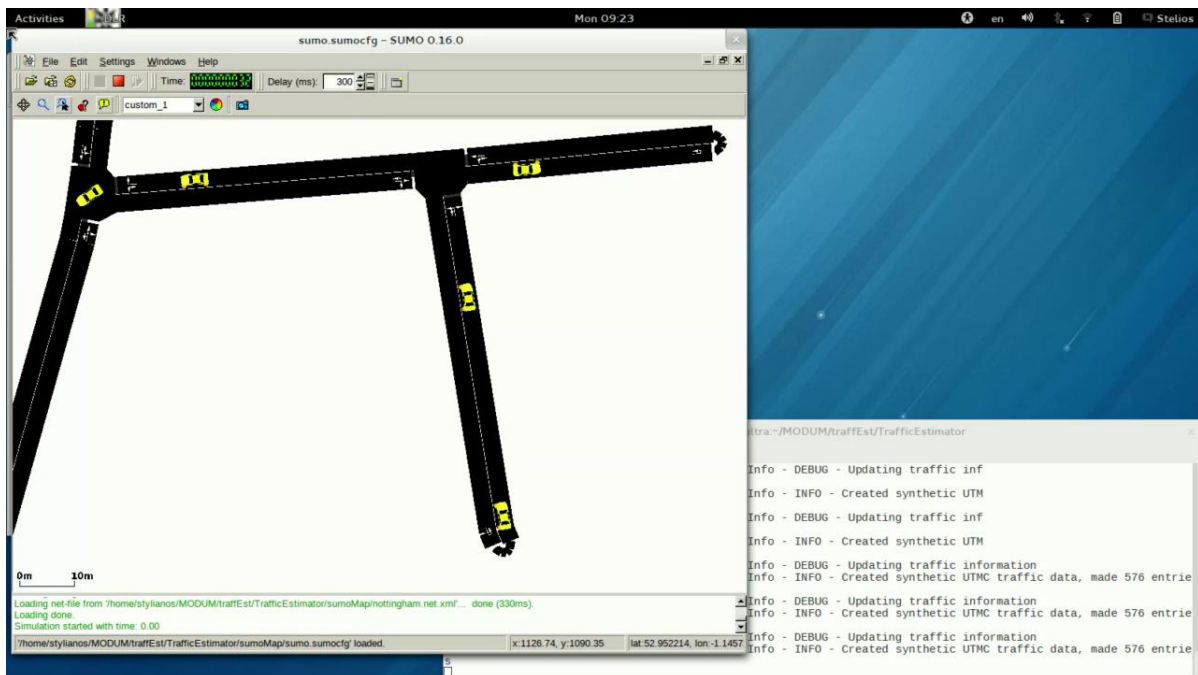 Activities
Mon 09:23
en
Stelios
sumo.sumocfg - SUMO 0.16.0
File Edit Settings Windows Help
Time: Delay (ms): 300
custom_1
0m 10m
Loading net-file from '/home/stylianos/MODUM/traffEst/TrafficEstimator/sumoMap/nottingham.net.xml'... done (330ms).
Loading done.
Simulation started with time: 0.00
'/home/stylianos/MODUM/traffEst/TrafficEstimator/sumoMap/sumo.sumocfg' loaded.
x:1126.74, y:1090.35
lat:52.952214, lon:-1.1457
ltra:~/MODUM/traffEst/TrafficEstimator
Info - DEBUG - Updating traffic inf
Info - INFO - Created synthetic UTM
Info - DEBUG - Updating traffic inf
Info - INFO - Created synthetic UTM
Info - DEBUG - Updating traffic information
Info - INFO - Created synthetic UTMC traffic data, made 576 entrie
Info - DEBUG - Updating traffic information
Info - INFO - Created synthetic UTMC traffic data, made 576 entrie
Info - DEBUG - Updating traffic information
Info - INFO - Created synthetic UTMC traffic data, made 576 entrie
s